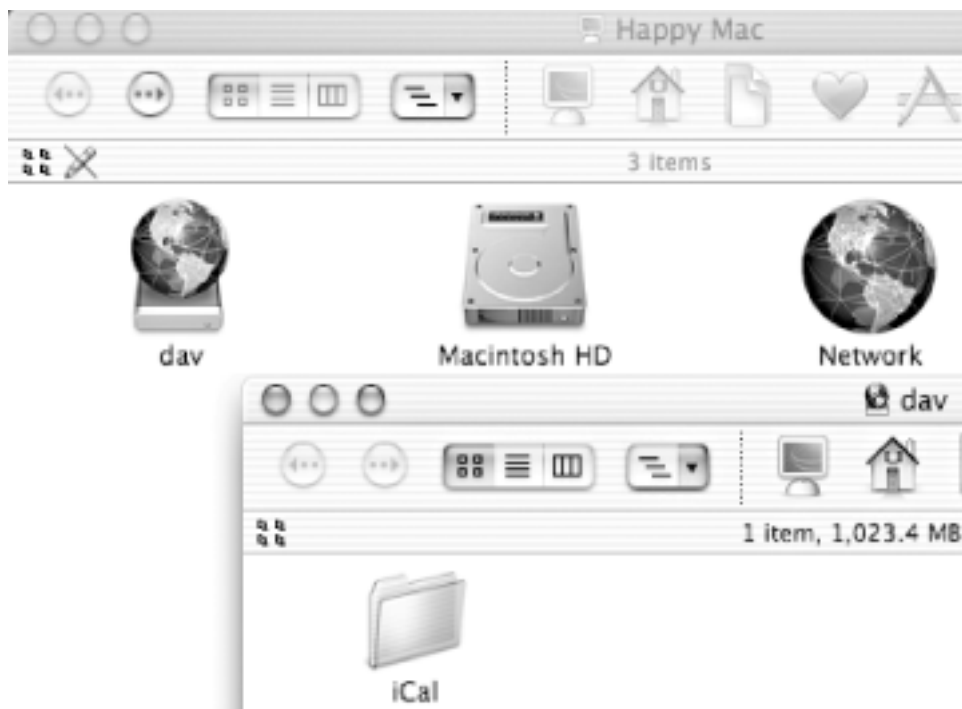 Happy Mac
3 items
dav
Macintosh HD
Network
dav
1 item, 1,023.4 MB
iCal